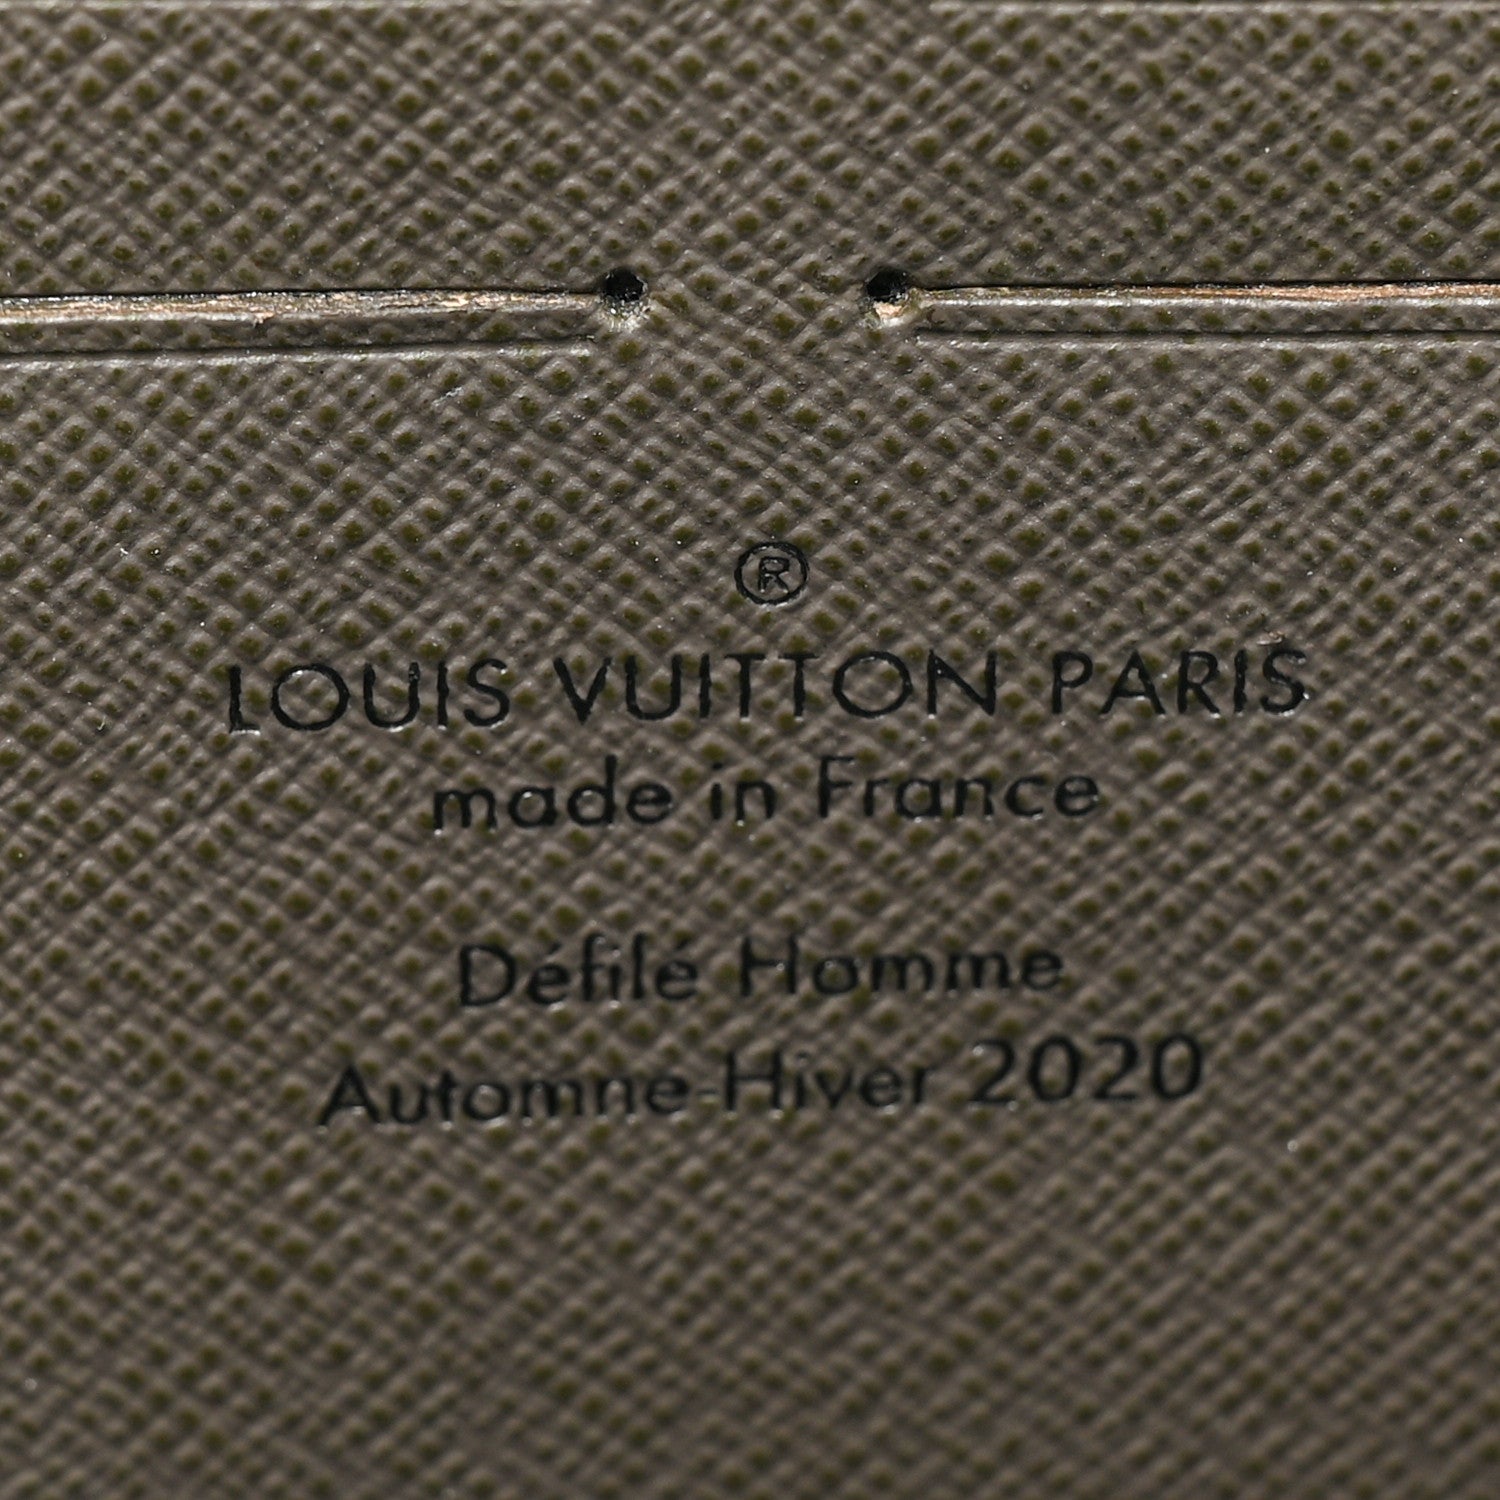 ®
LOUIS VUITTON PARIS
made in France
Défilé Homme
Automne-Hiver 2020